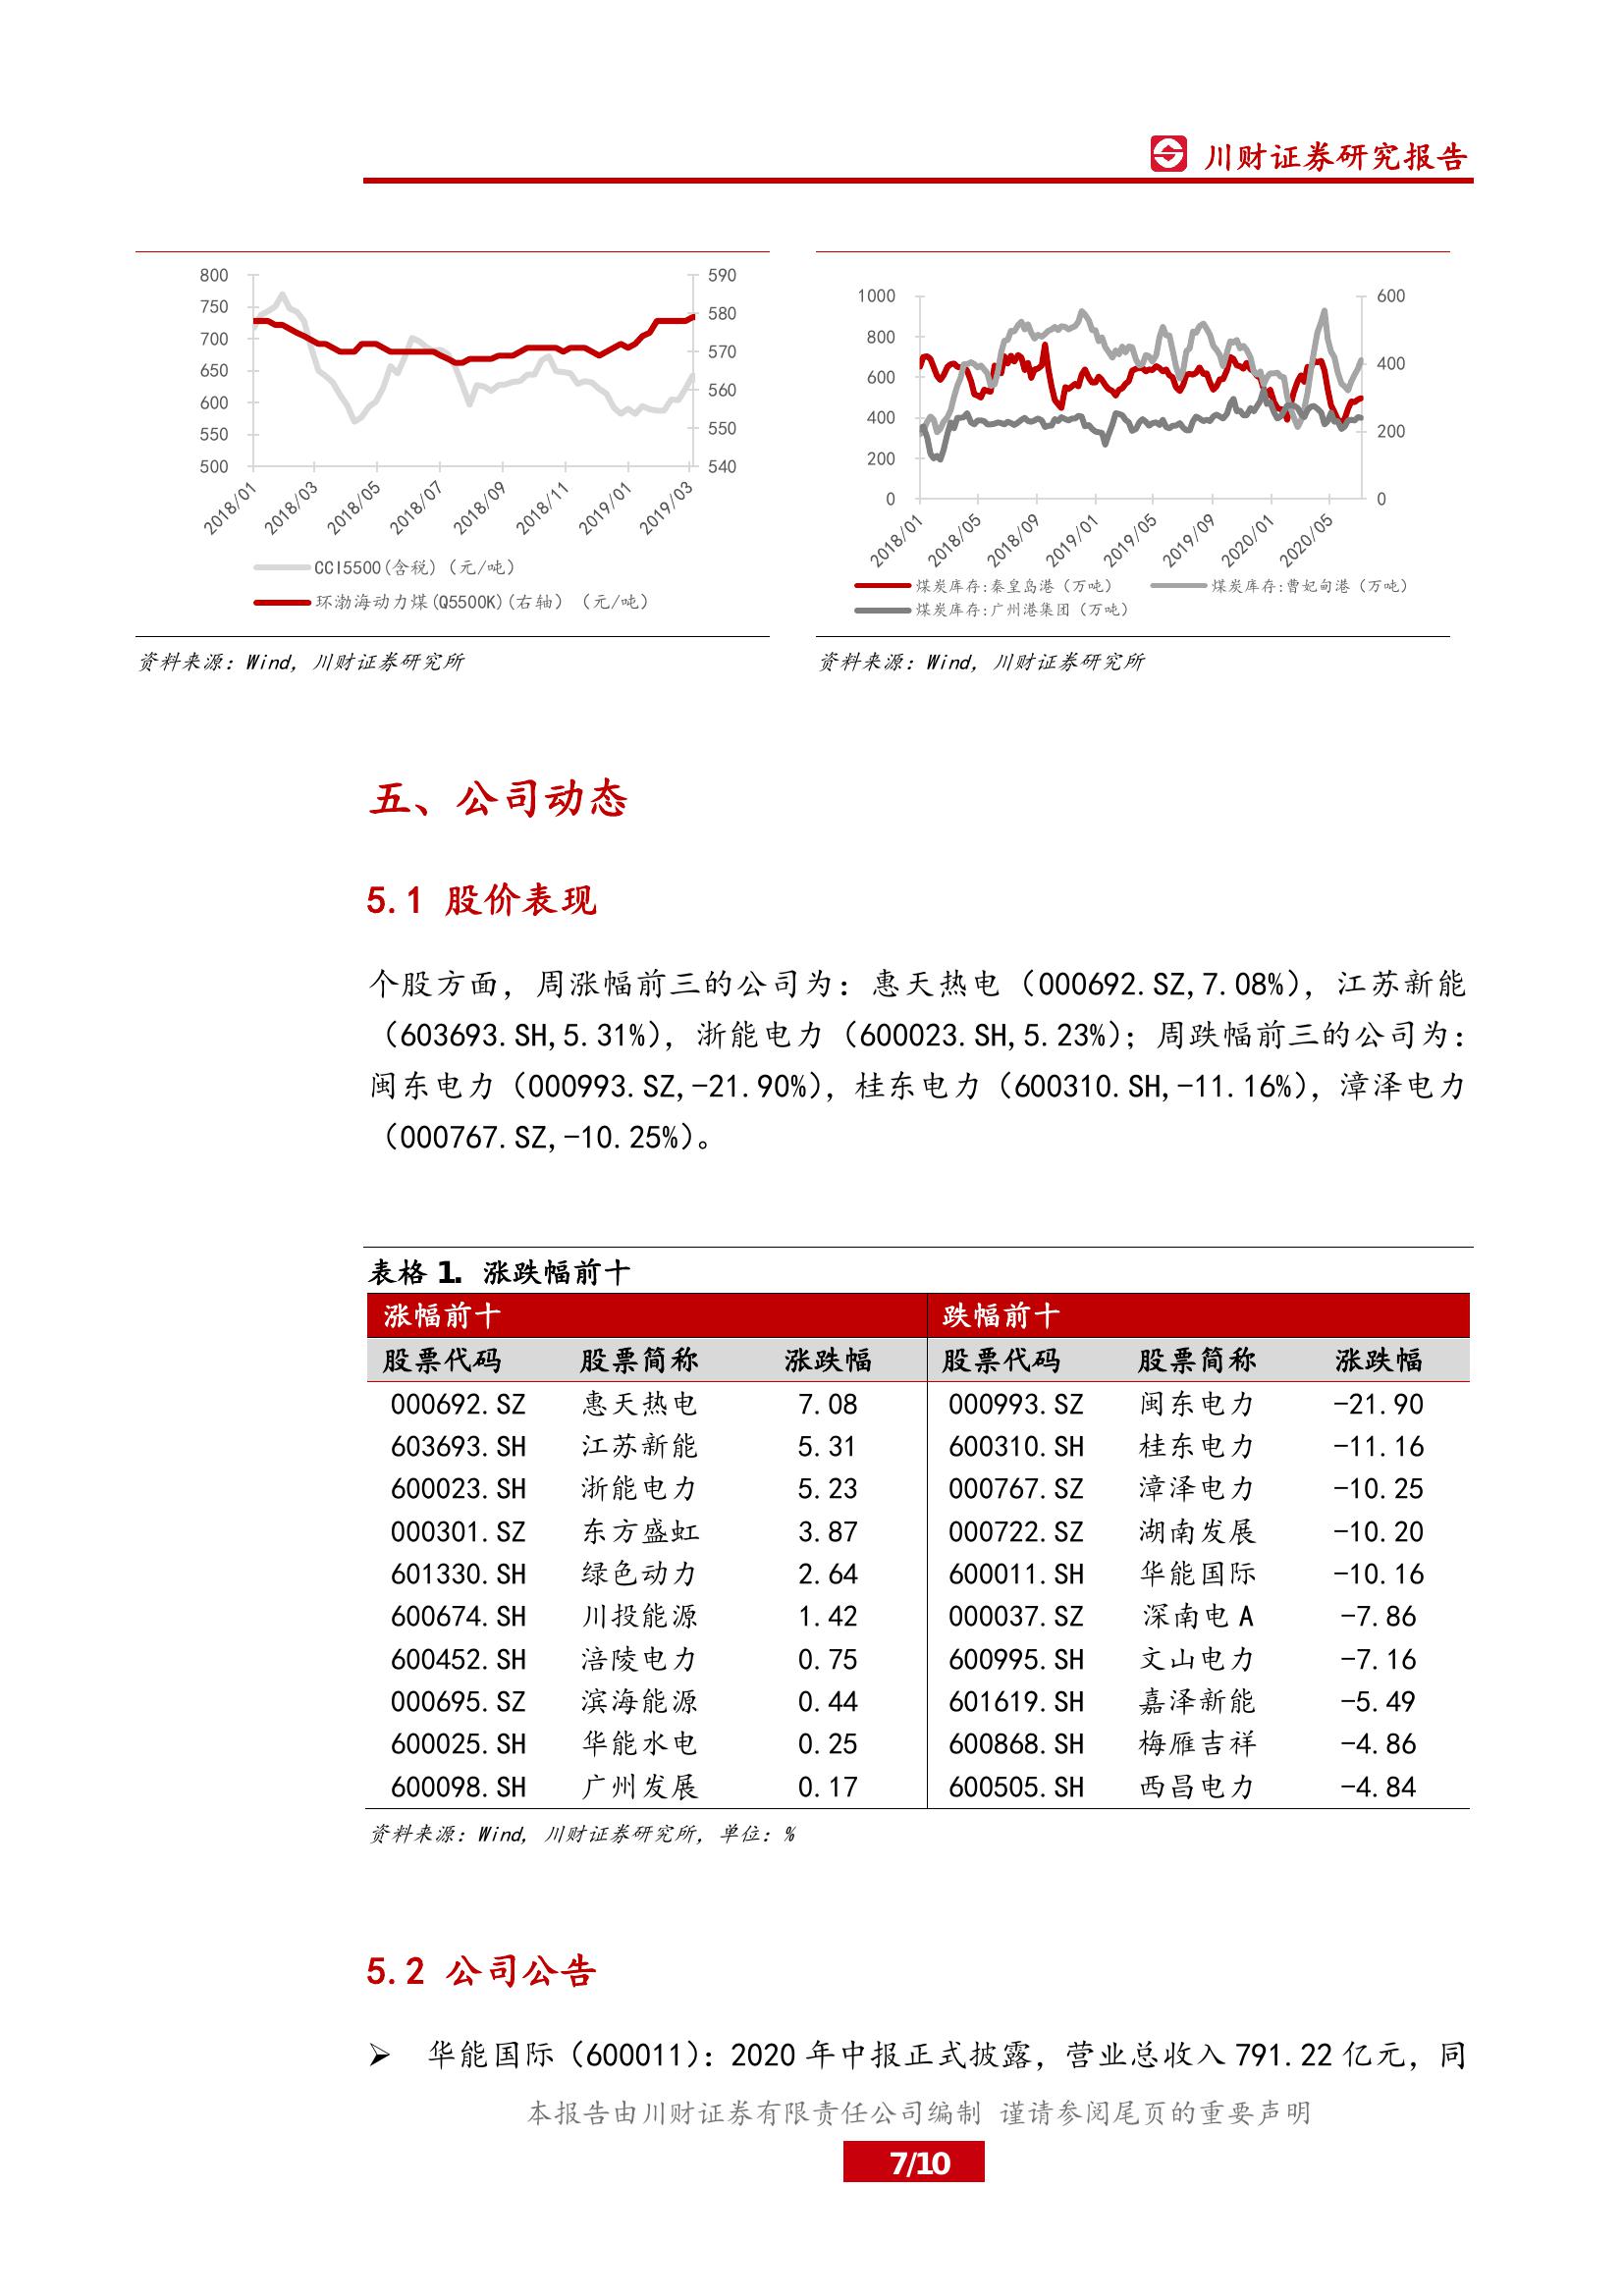 川财证券研究报告
800
750
700
650
600
550
500
590
580
570
560
550
540
2018/01
2018/03
2018/05
2018/07
2018/09
2018/11
2019/01
2019/03
CCI5500(含税)（元/吨）
环渤海动力煤(Q5500K)(右轴）（元/吨）
资料来源：Wind，川财证券研究所
1000
800
600
400
200
0
600
400
200
0
2018/01
2018/05
2018/09
2019/01
2019/05
2019/09
2020/01
2020/05
煤炭库存:秦皇岛港（万吨） 煤炭库存:曹妃甸港（万吨）
煤炭库存:广州港集团（万吨）
资料来源：Wind，川财证券研究所
五、公司动态
5.1 股价表现
个股方面，周涨幅前三的公司为：惠天热电（000692.SZ,7.08%），江苏新能
（603693.SH,5.31%），浙能电力（600023.SH,5.23%）；周跌幅前三的公司为：
闽东电力（000993.SZ,-21.90%），桂东电力（600310.SH,-11.16%），漳泽电力
（000767.SZ,-10.25%）。
表格 1. 涨跌幅前十
涨幅前十 跌幅前十
股票代码 股票简称 涨跌幅 股票代码 股票简称 涨跌幅
000692.SZ 惠天热电 7.08 000993.SZ 闽东电力 -21.90
603693.SH 江苏新能 5.31 600310.SH 桂东电力 -11.16
600023.SH 浙能电力 5.23 000767.SZ 漳泽电力 -10.25
000301.SZ 东方盛虹 3.87 000722.SZ 湖南发展 -10.20
601330.SH 绿色动力 2.64 600011.SH 华能国际 -10.16
600674.SH 川投能源 1.42 000037.SZ 深南电 A -7.86
600452.SH 涪陵电力 0.75 600995.SH 文山电力 -7.16
000695.SZ 滨海能源 0.44 601619.SH 嘉泽新能 -5.49
600025.SH 华能水电 0.25 600868.SH 梅雁吉祥 -4.86
600098.SH 广州发展 0.17 600505.SH 西昌电力 -4.84
资料来源：Wind，川财证券研究所，单位：%
5.2 公司公告
➢ 华能国际（600011）：2020 年中报正式披露，营业总收入 791.22 亿元，同
本报告由川财证券有限责任公司编制 谨请参阅尾页的重要声明
7/10